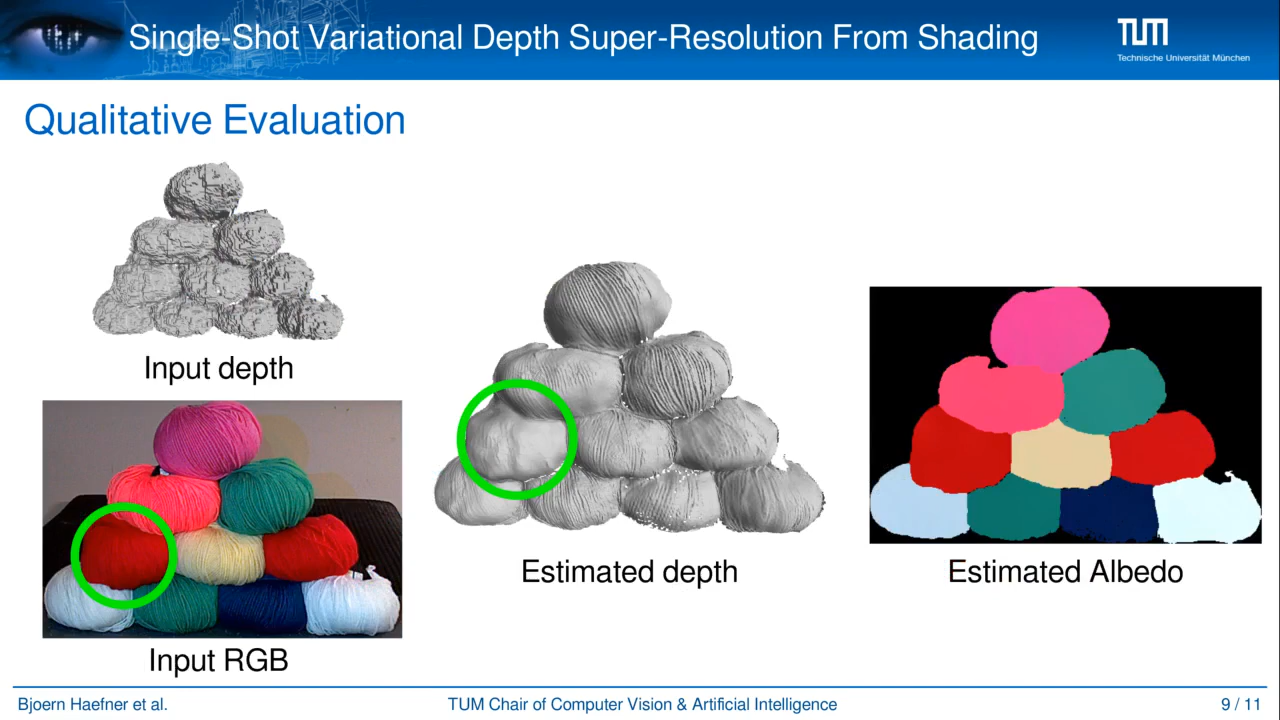 Single-Shot Variational Depth Super-Resolution From Shading
TUM
Technische Universität München
Qualitative Evaluation
Input depth
Input RGB
Estimated depth
Estimated Albedo
Bjoern Haefner et al.
TUM Chair of Computer Vision & Artificial Intelligence
9 / 11